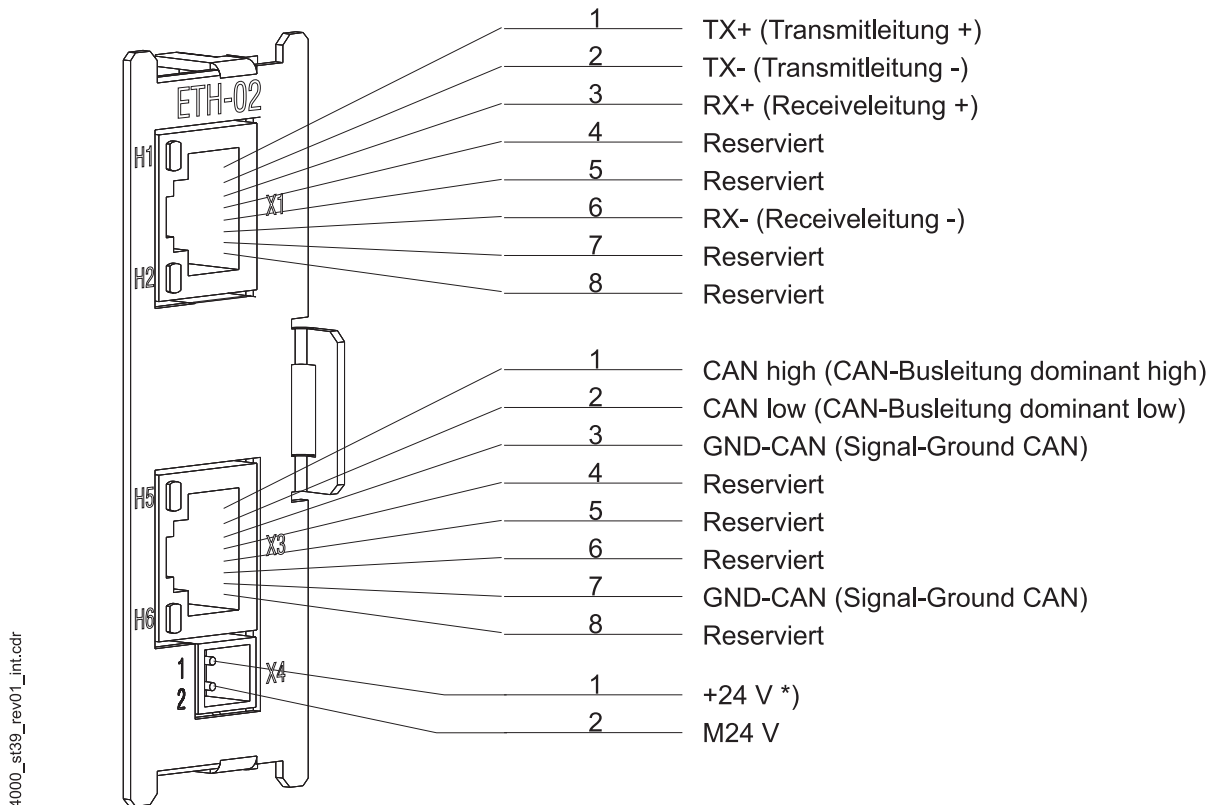 ETH-02
H1
X1
H2
1 TX+ (Transmitleitung +)
2 TX- (Transmitleitung -)
3 RX+ (Receiveleitung +)
4 Reserviert
5 Reserviert
6 RX- (Receiveleitung -)
7 Reserviert
8 Reserviert
H5
X3
H6
1 CAN high (CAN-Busleitung dominant high)
2 CAN low (CAN-Busleitung dominant low)
3 GND-CAN (Signal-Ground CAN)
4 Reserviert
5 Reserviert
6 Reserviert
7 GND-CAN (Signal-Ground CAN)
8 Reserviert
1
2
X4
1 +24 V *)
2 M24 V
4000_st39_rev01_int.cdr